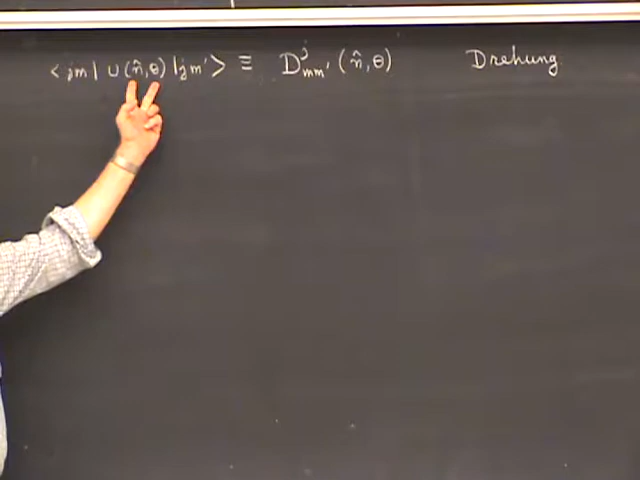 < jm | U (n̂,θ) | jm' > ≡ D^j_{mm'} (n̂,θ) Drehung